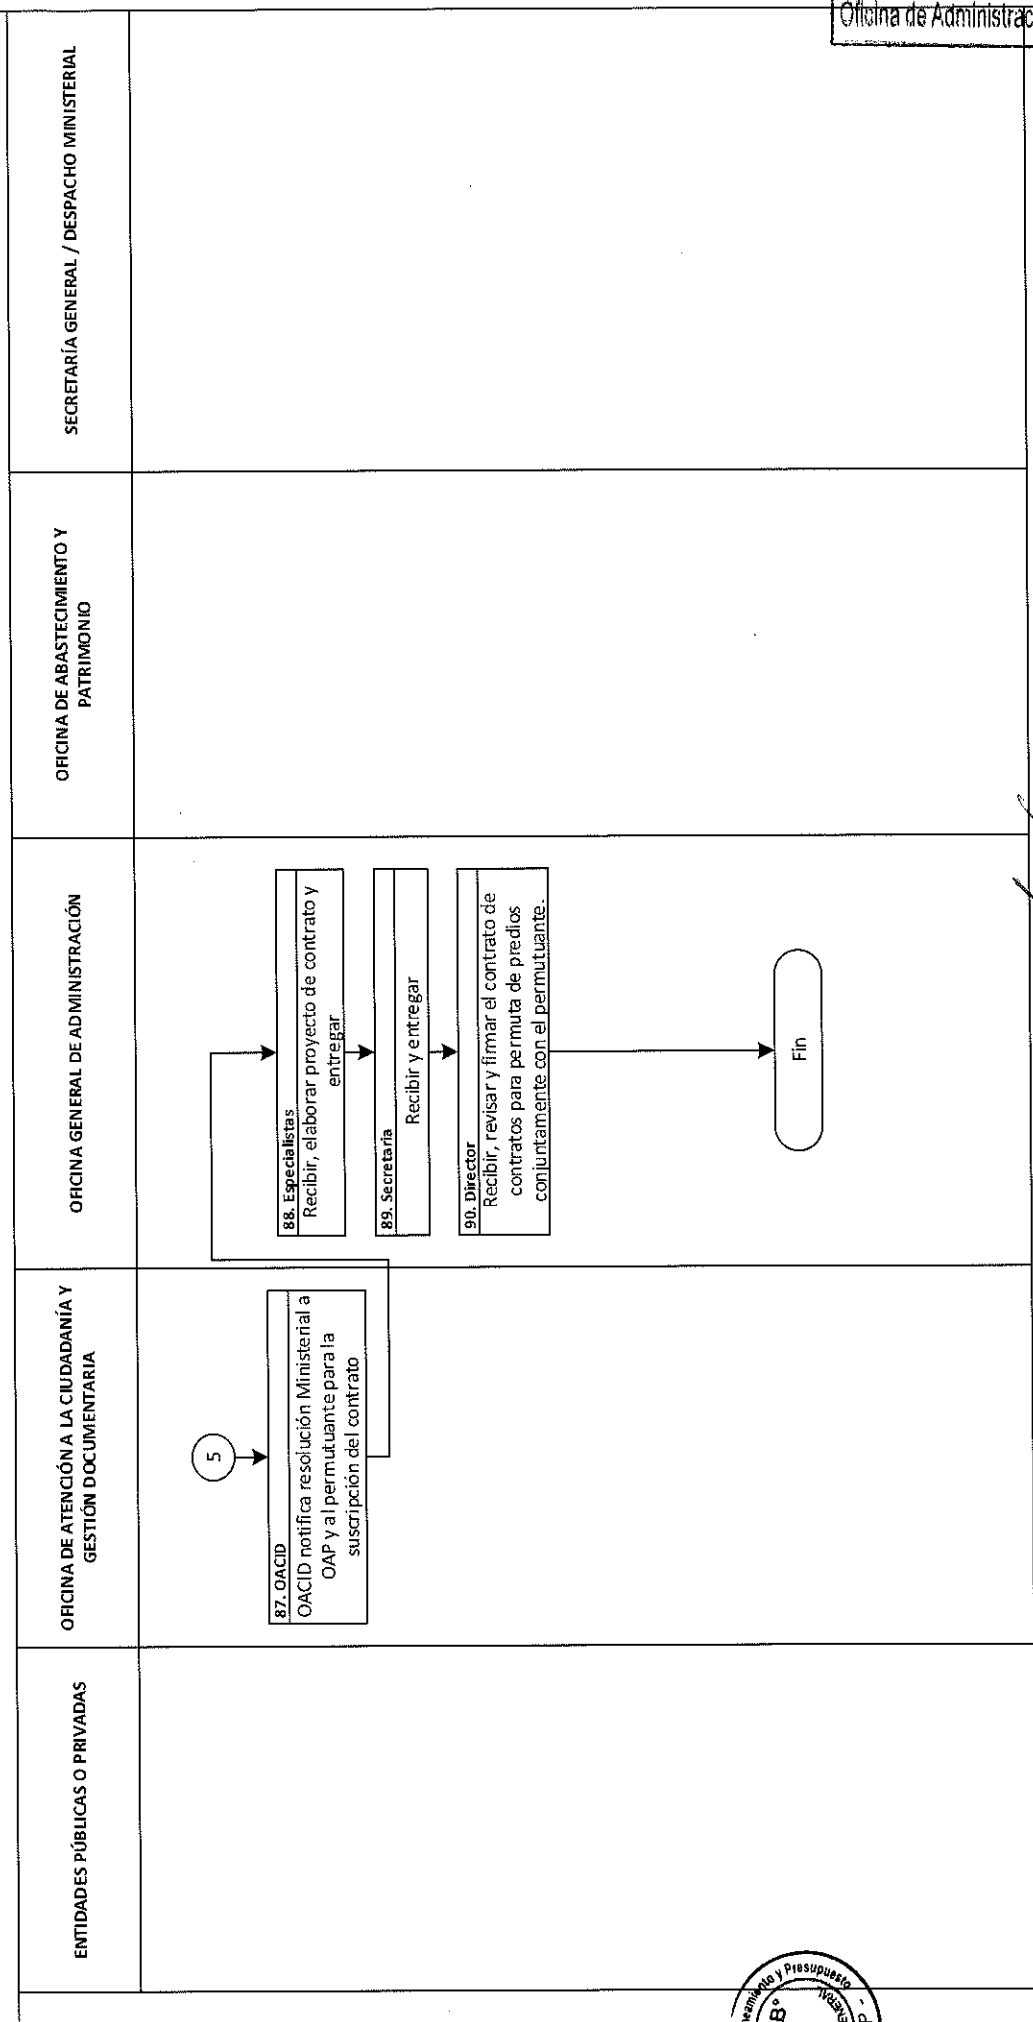 ENTIDADES PÚBLICAS O PRIVADAS
OFICINA DE ATENCIÓN A LA CIUDADANÍA Y
GESTIÓN DOCUMENTARIA
OFICINA GENERAL DE ADMINISTRACIÓN
OFICINA DE ABASTECIMIENTO Y
PATRIMONIO
SECRETARÍA GENERAL / DESPACHO MINISTERIAL
5
87. OACID
OACID notifica resolución Ministerial a
OAP y al permutuante para la
suscripción del contrato
88. Especialistas
Recibir, elaborar proyecto de contrato y
entregar
89. Secretaria
Recibir y entregar
90. Director
Recibir, revisar y firmar el contrato de
contratos para permuta de predios
conjuntamente con el permutuante.
Fin
Oficina de Administrac
y Presupuesto
B°